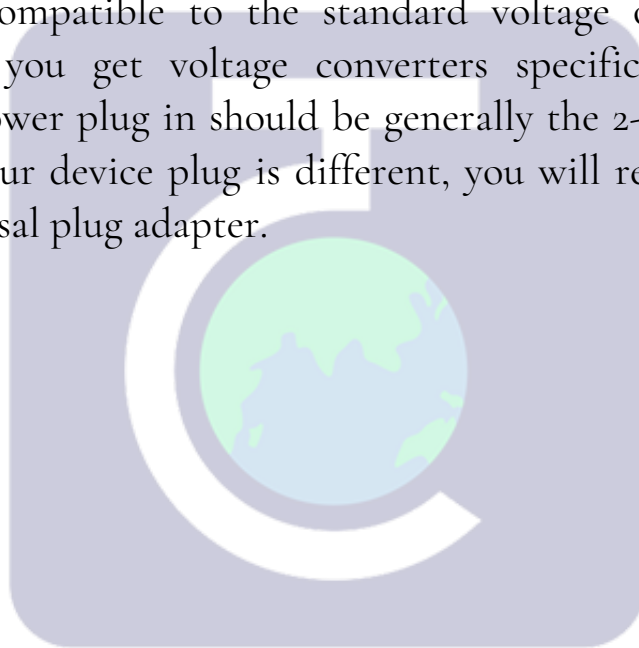 ompatible to the standard voltage
you get voltage converters specific
wer plug in should be generally the 2-
ur device plug is different, you will re
sal plug adapter.